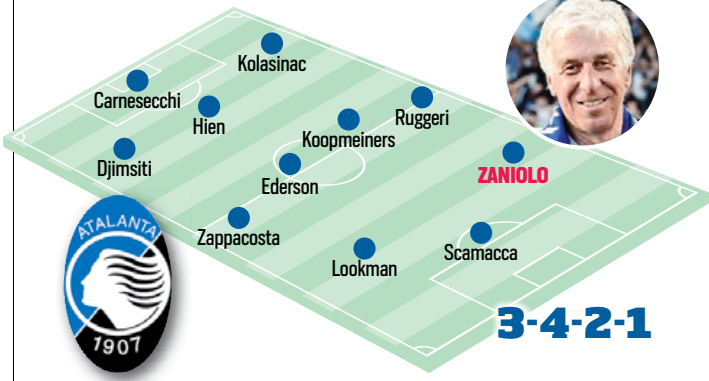 Kolasinac
Carnesecchi
Hien
Ruggeri
Koopmeiners
Djimsiti
Ederson
ZANIOLO
Zappacosta
Lookman
Scamacca
ATALANTA
1907
3-4-2-1